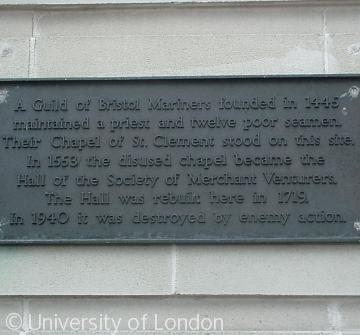 A Guild of Bristol Mariners founded in 1445
maintained a priest and twelve poor seamen.
Their Chapel of St. Clement stood on this site.
In 1553 the disused chapel became the
Hall of the Society of Merchant Venturers.
The Hall was rebuilt here in 1719.
In 1940 it was destroyed by enemy action.
©University of London